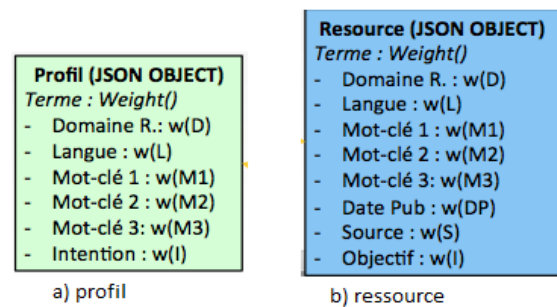 Profil (JSON OBJECT)
Terme : Weight()
- Domaine R.: w(D)
- Langue : w(L)
- Mot-clé 1 : w(M1)
- Mot-clé 2 : w(M2)
- Mot-clé 3: w(M3)
- Intention : w(I)
a) profil
Resource (JSON OBJECT)
Terme : Weight()
- Domaine R. : w(D)
- Langue : w(L)
- Mot-clé 1 : w(M1)
- Mot-clé 2 : w(M2)
- Mot-clé 3: w(M3)
- Date Pub : w(DP)
- Source : w(S)
- Objectif : w(I)
b) ressource